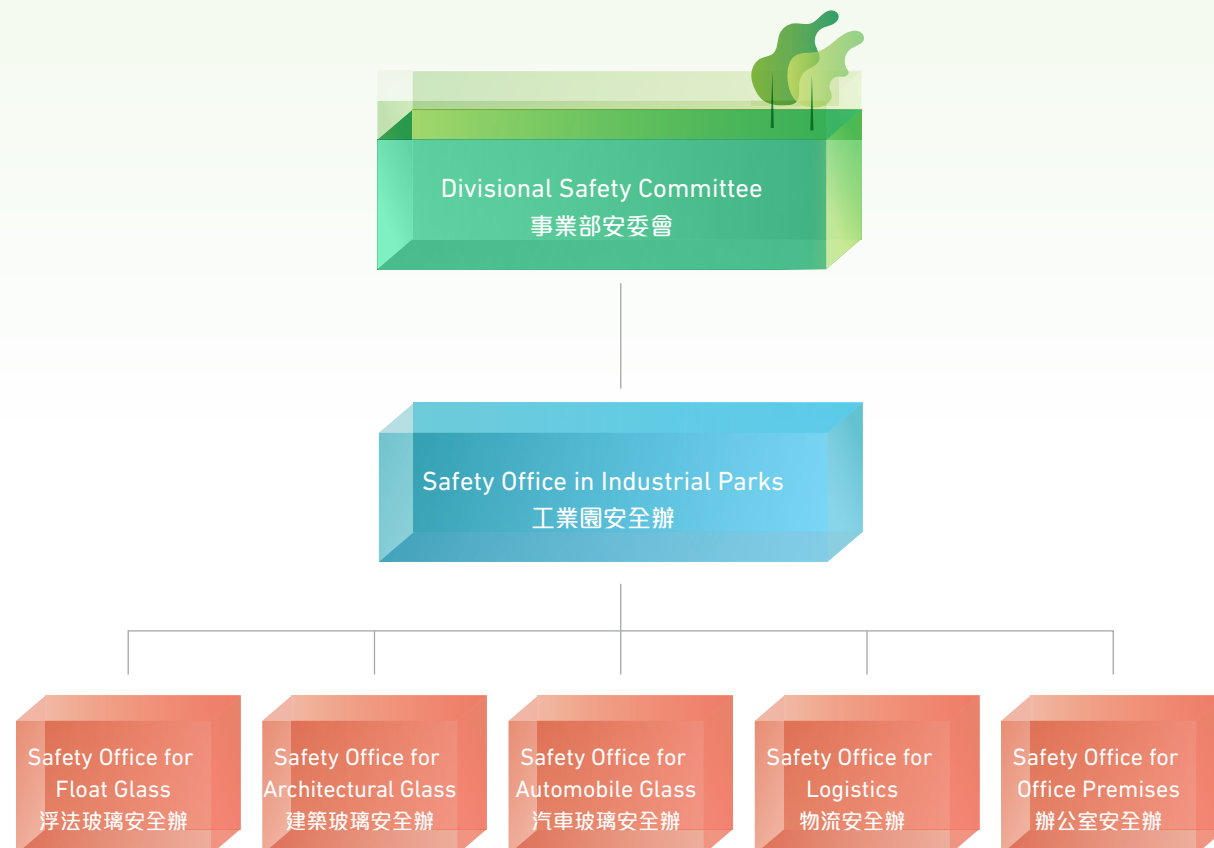 Divisional Safety Committee
事業部安委會
Safety Office in Industrial Parks
工業園安全辦
Safety Office for
Float Glass
浮法玻璃安全辦
Safety Office for
Architectural Glass
建築玻璃安全辦
Safety Office for
Automobile Glass
汽車玻璃安全辦
Safety Office for
Logistics
物流安全辦
Safety Office for
Office Premises
辦公室安全辦